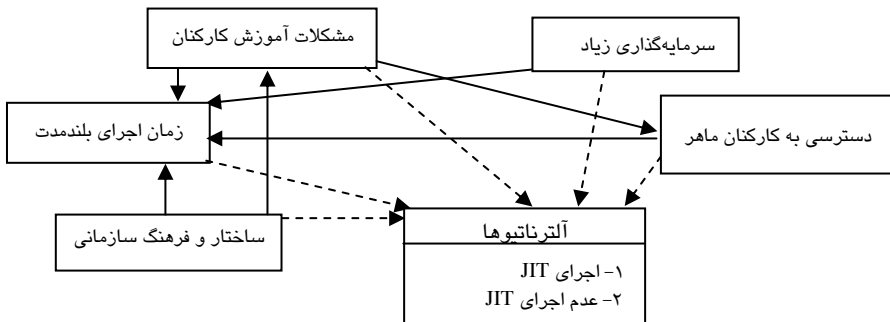 مشکلات آموزش کارکنان
سرمایه‌گذاری زیاد
زمان اجرای بلندمدت
دسترسی به کارکنان ماهر
ساختار و فرهنگ سازمانی
آلترناتیوها
۱- اجرای JIT
۲- عدم اجرای JIT